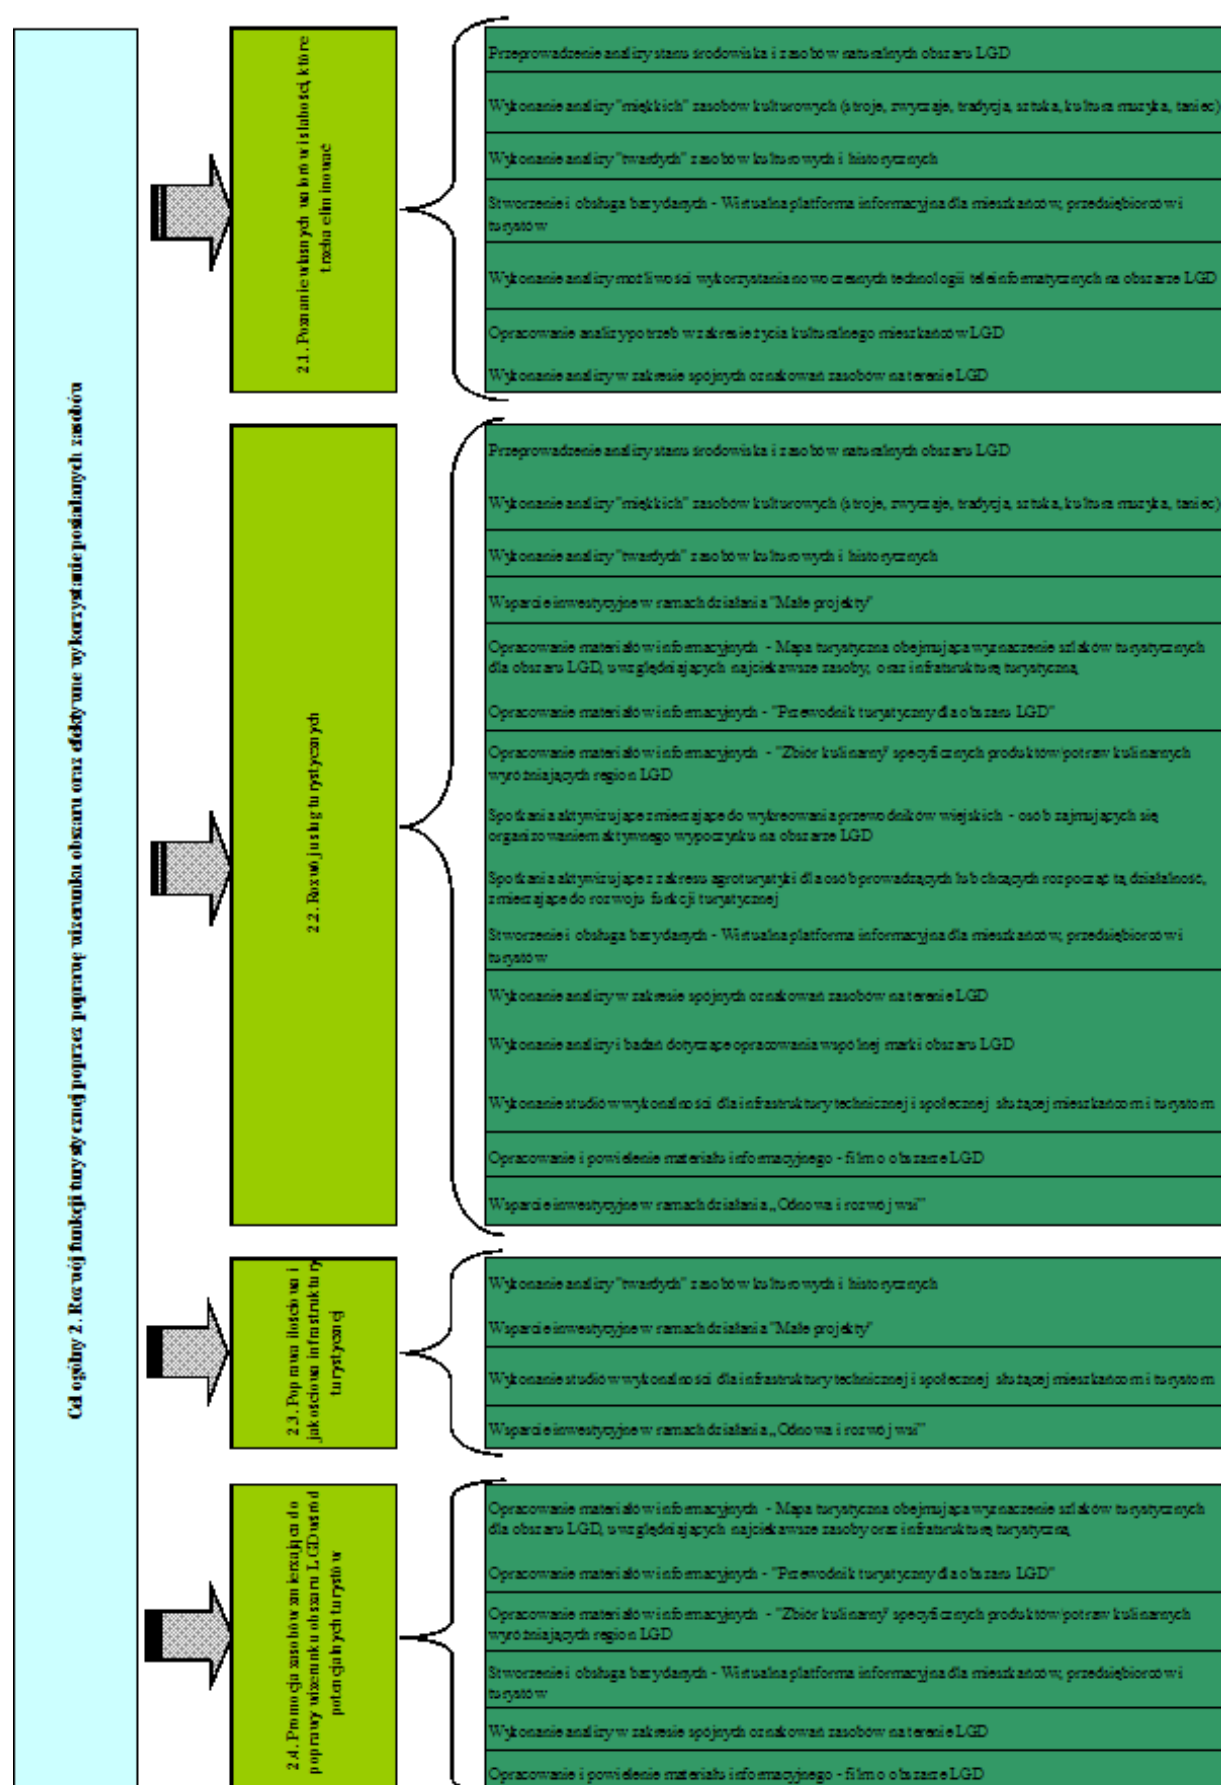 Cel ogólny 2. Rozwój funkcji turystycznej poprzez poprawę wizerunku obszaru oraz efektywne wykorzystanie posiadanych zasobów
2.1. Poznanie własnych walorów i słabości, które
trzeba eliminować
Przeprowadzenie analizy stanu środowiska i zasobów naturalnych obszaru LGD
Wykonanie analizy "miękkich" zasobów kulturowych (stroje, zwyczaje, tradycja, sztuka, kultura muzyka, taniec)
Wykonanie analizy "twardych" zasobów kulturowych i historycznych
Stworzenie i obsługa bazy danych - Wirtualna platforma informacyjna dla mieszkańców, przedsiębiorców i
turystów
Wykonanie analizy możliwości wykorzystania nowoczesnych technologii teleinformatycznych na obszarze LGD
Opracowanie analizy potrzeb w zakresie życia kulturalnego mieszkańców LGD
Wykonanie analizy w zakresie spójnych oznakowań zasobów na terenie LGD
2.2. Rozwój usług turystycznych
Przeprowadzenie analizy stanu środowiska i zasobów naturalnych obszaru LGD
Wykonanie analizy "miękkich" zasobów kulturowych (stroje, zwyczaje, tradycja, sztuka, kultura muzyka, taniec)
Wykonanie analizy "twardych" zasobów kulturowych i historycznych
Wsparcie inwestycyjne w ramach działania "Małe projekty"
Opracowanie materiałów informacyjnych - Mapa turystyczna obejmująca wyznaczenie szlaków turystycznych
dla obszaru LGD, uwzględniających najciekawsze zasoby, oraz infrastrukturę turystyczną
Opracowanie materiałów informacyjnych - "Przewodnik turystyczny dla obszaru LGD"
Opracowanie materiałów informacyjnych - "Zbiór kulinarny" specyficznych produktów/potraw kulinarnych
wyróżniających region LGD
Spotkania aktywizujące zmierzające do wykreowania przewodników wiejskich - osób zajmujących się
organizowaniem aktywnego wypoczynku na obszarze LGD
Spotkania aktywizujące z zakresu agroturystyki dla osób prowadzących lub chcących rozpocząć tą działalność,
zmierzające do rozwoju funkcji turystycznej
Stworzenie i obsługa bazy danych - Wirtualna platforma informacyjna dla mieszkańców, przedsiębiorców i
turystów
Wykonanie analizy w zakresie spójnych oznakowań zasobów na terenie LGD
Wykonanie analizy i badań dotyczące opracowania wspólnej marki obszaru LGD
Wykonanie studiów wykonalności dla infrastruktury technicznej i społecznej służącej mieszkańcom i turystom
Opracowanie i powielenie materiału informacyjnego - film o obszarze LGD
Wsparcie inwestycyjne w ramach działania „Odnowa i rozwój wsi"
2.3. Poprawa ilościowa i
jakościowa infrastruktury
turystycznej
Wykonanie analizy "twardych" zasobów kulturowych i historycznych
Wsparcie inwestycyjne w ramach działania "Małe projekty"
Wykonanie studiów wykonalności dla infrastruktury technicznej i społecznej służącej mieszkańcom i turystom
Wsparcie inwestycyjne w ramach działania „Odnowa i rozwój wsi"
2.4. Promocja zasobów zmierzająca do
poprawy wizerunku obszaru LGD wśród
potencjalnych turystów
Opracowanie materiałów informacyjnych - Mapa turystyczna obejmująca wyznaczenie szlaków turystycznych
dla obszaru LGD, uwzględniających najciekawsze zasoby oraz infrastrukturę turystyczną
Opracowanie materiałów informacyjnych - "Przewodnik turystyczny dla obszaru LGD"
Opracowanie materiałów informacyjnych - "Zbiór kulinarny" specyficznych produktów/potraw kulinarnych
wyróżniających region LGD
Stworzenie i obsługa bazy danych - Wirtualna platforma informacyjna dla mieszkańców, przedsiębiorców i
turystów
Wykonanie analizy w zakresie spójnych oznakowań zasobów na terenie LGD
Opracowanie i powielenie materiału informacyjnego - film o obszarze LGD